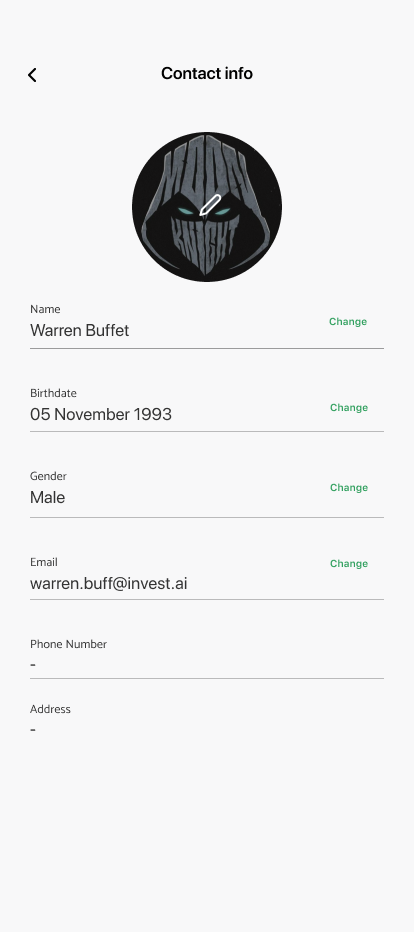 Contact info
MOON
KNIGHT
Name
Warren Buffet
Change
Birthdate
05 November 1993
Change
Gender
Male
Change
Email
warren.buff@invest.ai
Change
Phone Number
-
Address
-